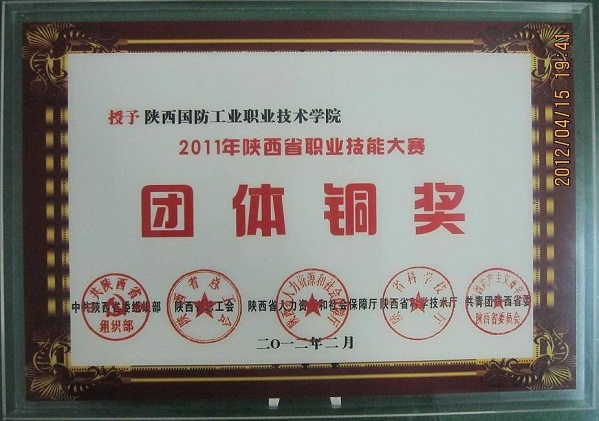 授予 陕西国防工业职业技术学院
2011年陕西省职业技能大赛
团体铜奖
中共陕西省委组织部 陕西省总工会 陕西省人力资源和社会保障厅 陕西省科学技术厅 共青团陕西省委
二〇一二年二月
2012/04/15 19:41